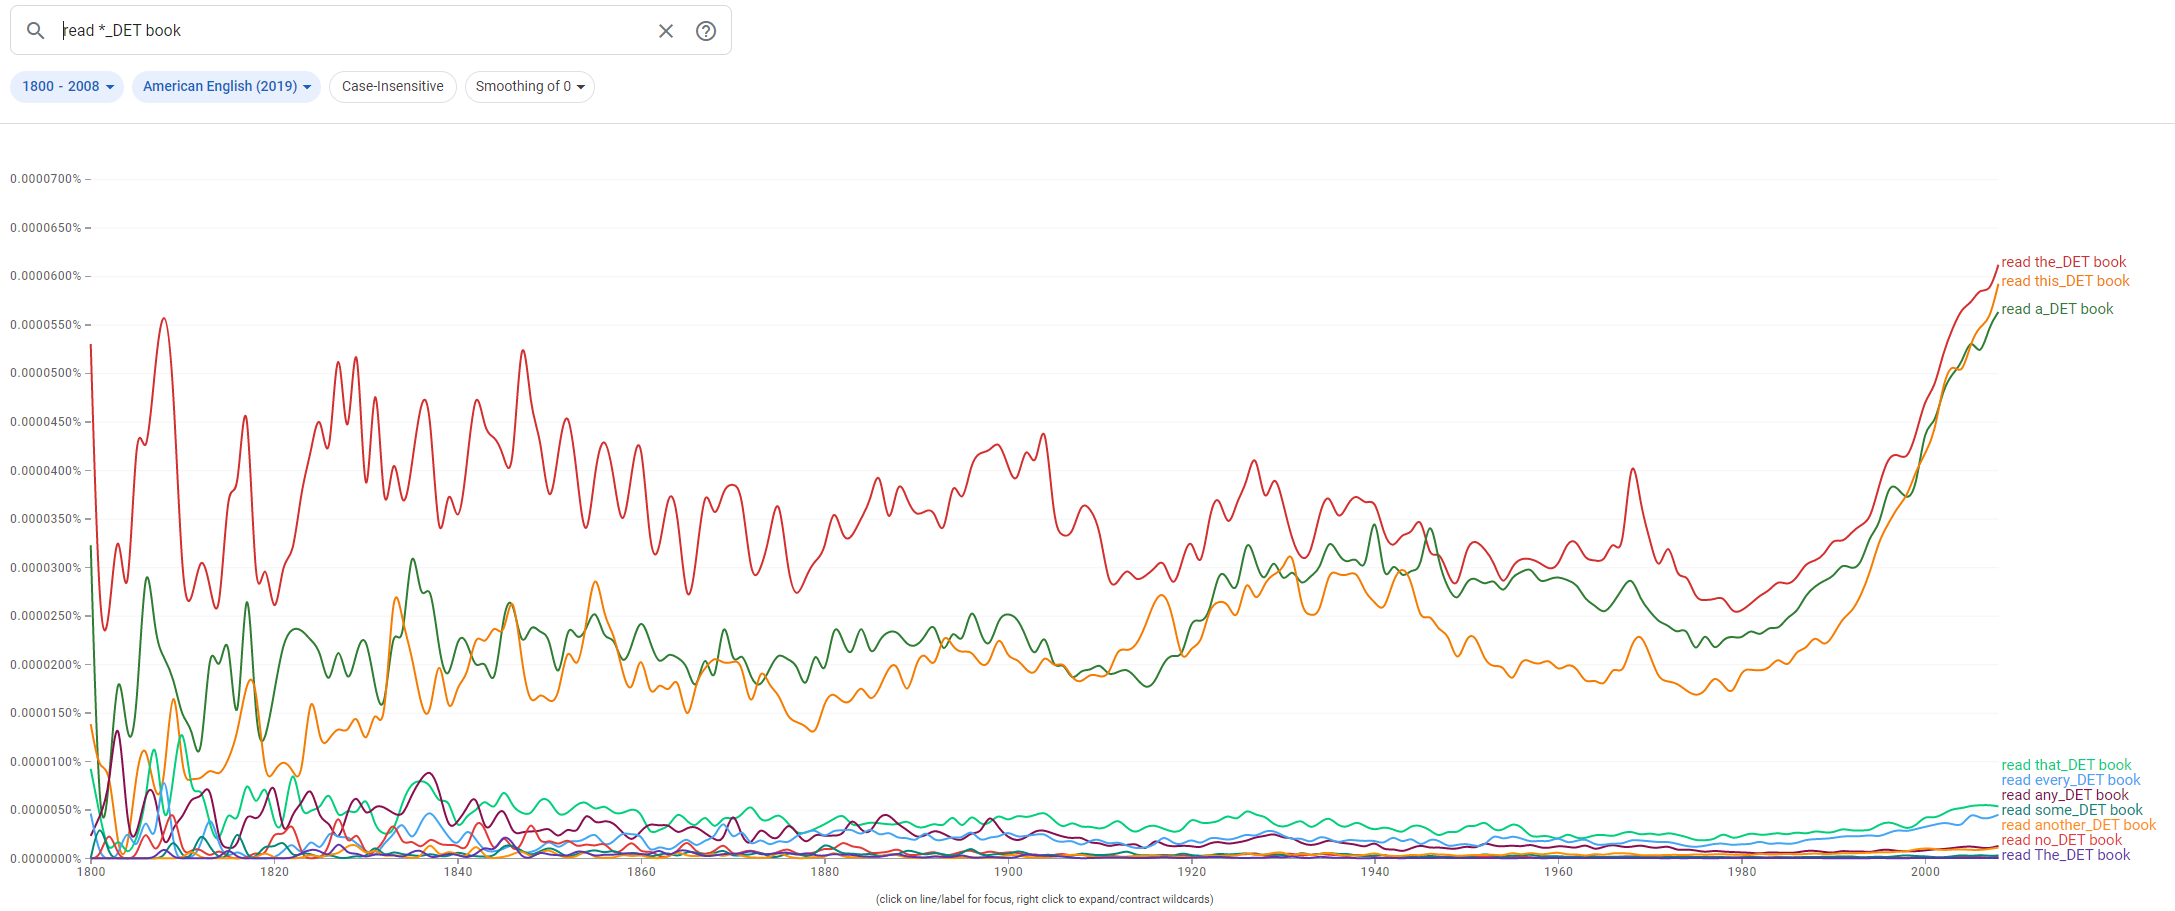 read *_DET book
1800 - 2008 American English (2019) Case-Insensitive Smoothing of 0
0.0000700%
0.0000650%
0.0000600%
0.0000550%
0.0000500%
0.0000450%
0.0000400%
0.0000350%
0.0000300%
0.0000250%
0.0000200%
0.0000150%
0.0000100%
0.0000050%
0.0000000%
read the_DET book
read this_DET book
read a_DET book
read that_DET book
read every_DET book
read any_DET book
read some_DET book
read another_DET book
read no_DET book
read The_DET book
1800 1820 1840 1860 1880 1900 1920 1940 1960 1980 2000
(click on line/label for focus, right click to expand/contract wildcards)